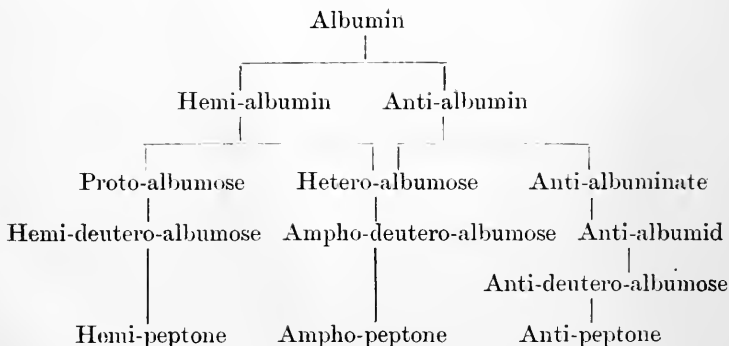 Albumin
Hemi-albumin Anti-albumin
Proto-albumose Hetero-albumose Anti-albuminate
Hemi-deutero-albumose Ampho-deutero-albumose Anti-albumid
Anti-deutero-albumose
Hemi-peptone Ampho-peptone Anti-peptone